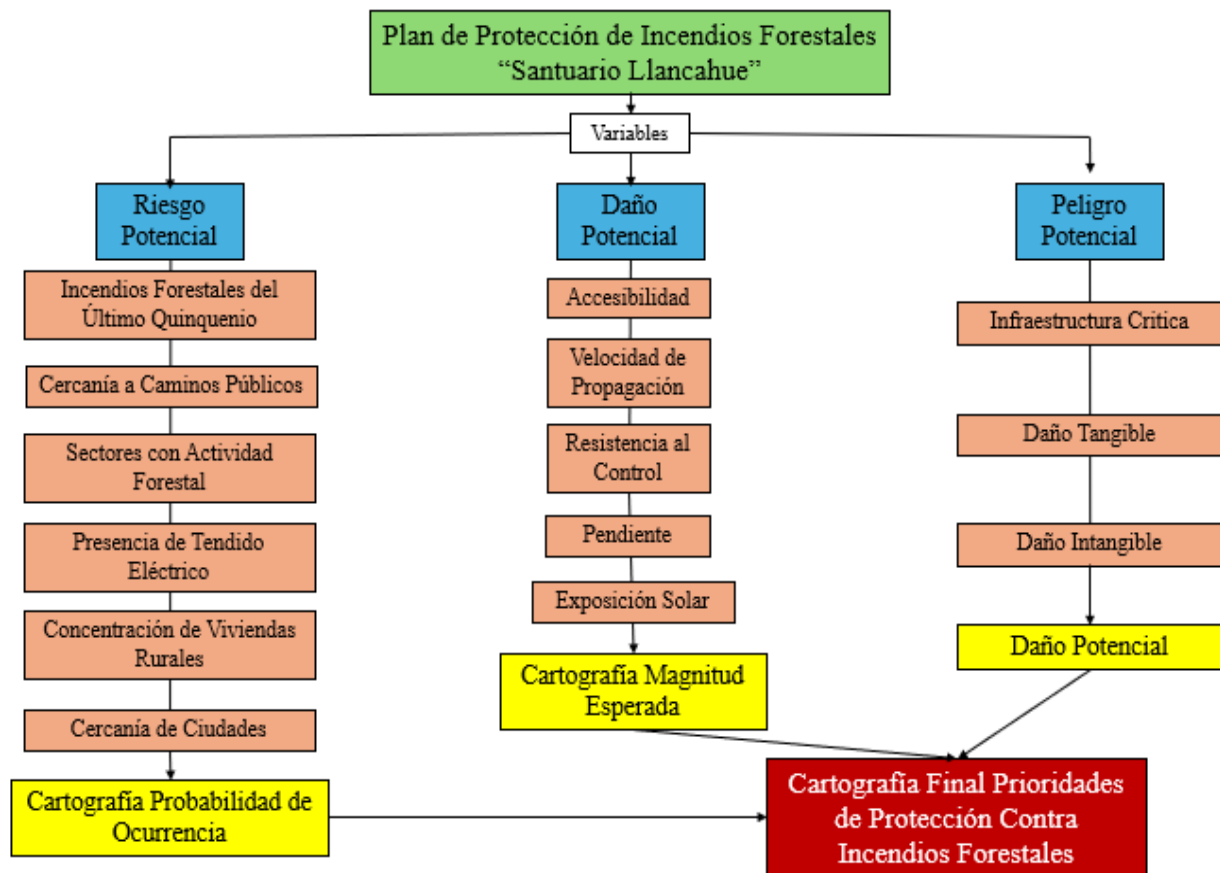 Plan de Protección de Incendios Forestales
“Santuario Llancahue”
Variables
Riesgo
Potencial
Incendios Forestales del
Último Quinquenio
Cercanía a Caminos Públicos
Sectores con Actividad
Forestal
Presencia de Tendido
Eléctrico
Concentración de Viviendas
Rurales
Cercanía de Ciudades
Cartografía Probabilidad de
Ocurrencia
Daño
Potencial
Accesibilidad
Velocidad de
Propagación
Resistencia al
Control
Pendiente
Exposición Solar
Cartografía Magnitud
Esperada
Peligro
Potencial
Infraestructura Critica
Daño Tangible
Daño Intangible
Daño Potencial
Cartografía Final Prioridades
de Protección Contra
Incendios Forestales